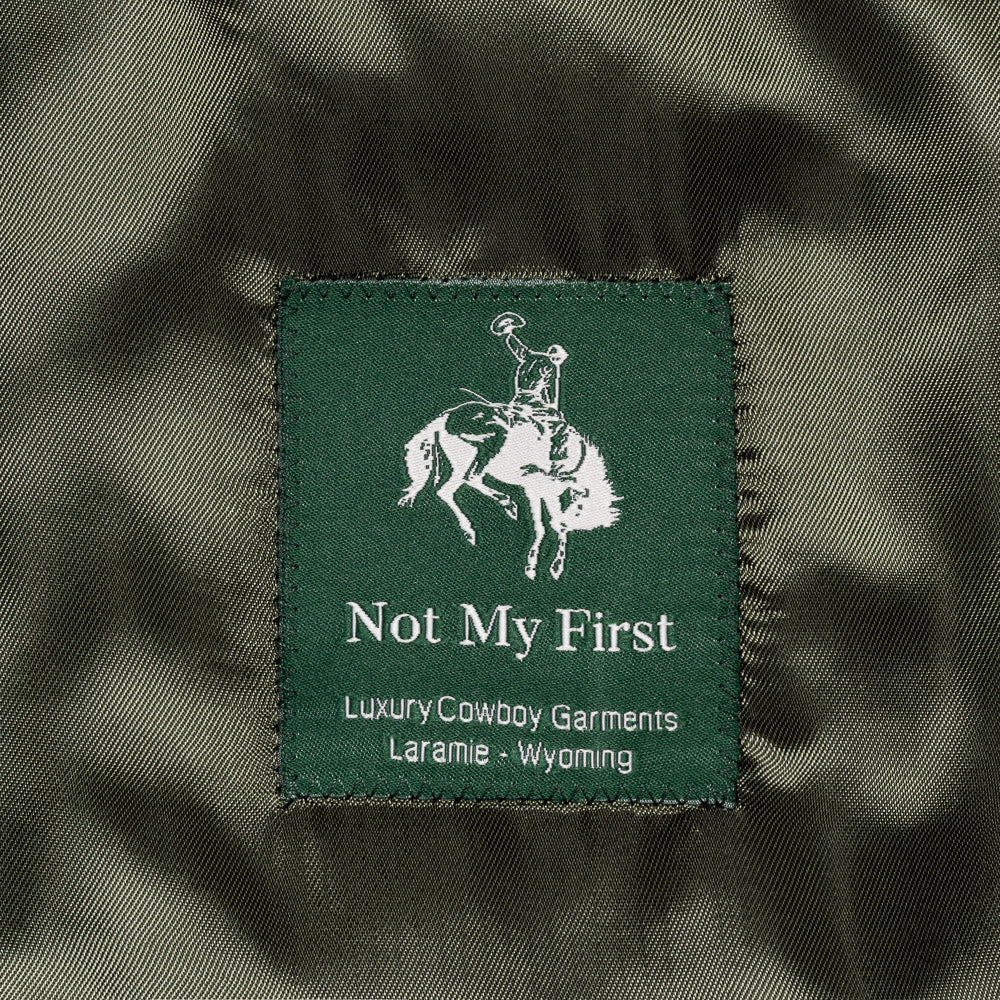 Not My First
Luxury Cowboy Garments
Laramie - Wyoming